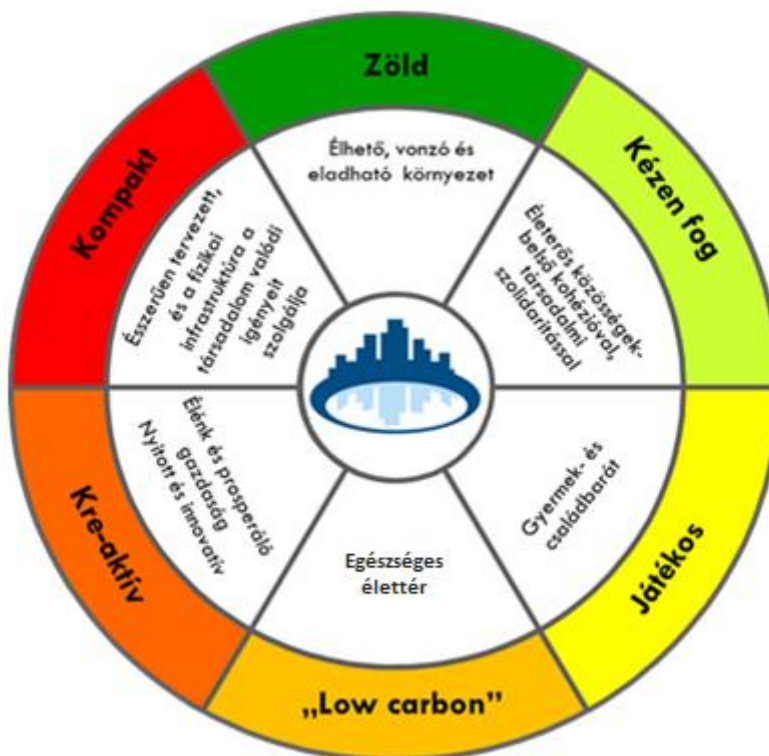 Zöld
Élhető, vonzó és
eladható környezet
Kézen fog
Életerős közösségek-
belső kohézióval,
társadalmi
szolidaritással
Játékos
Gyermek- és
családbarát
„Low carbon”
Egészséges
élettér
Kre-aktív
Élénk és prosperáló
gazdaság
Nyitott és innovatív
Kompakt
Ésszerűen tervezett,
és a fizikai
infrastruktúra a
társadalom valódi
igényeit
szolgálja